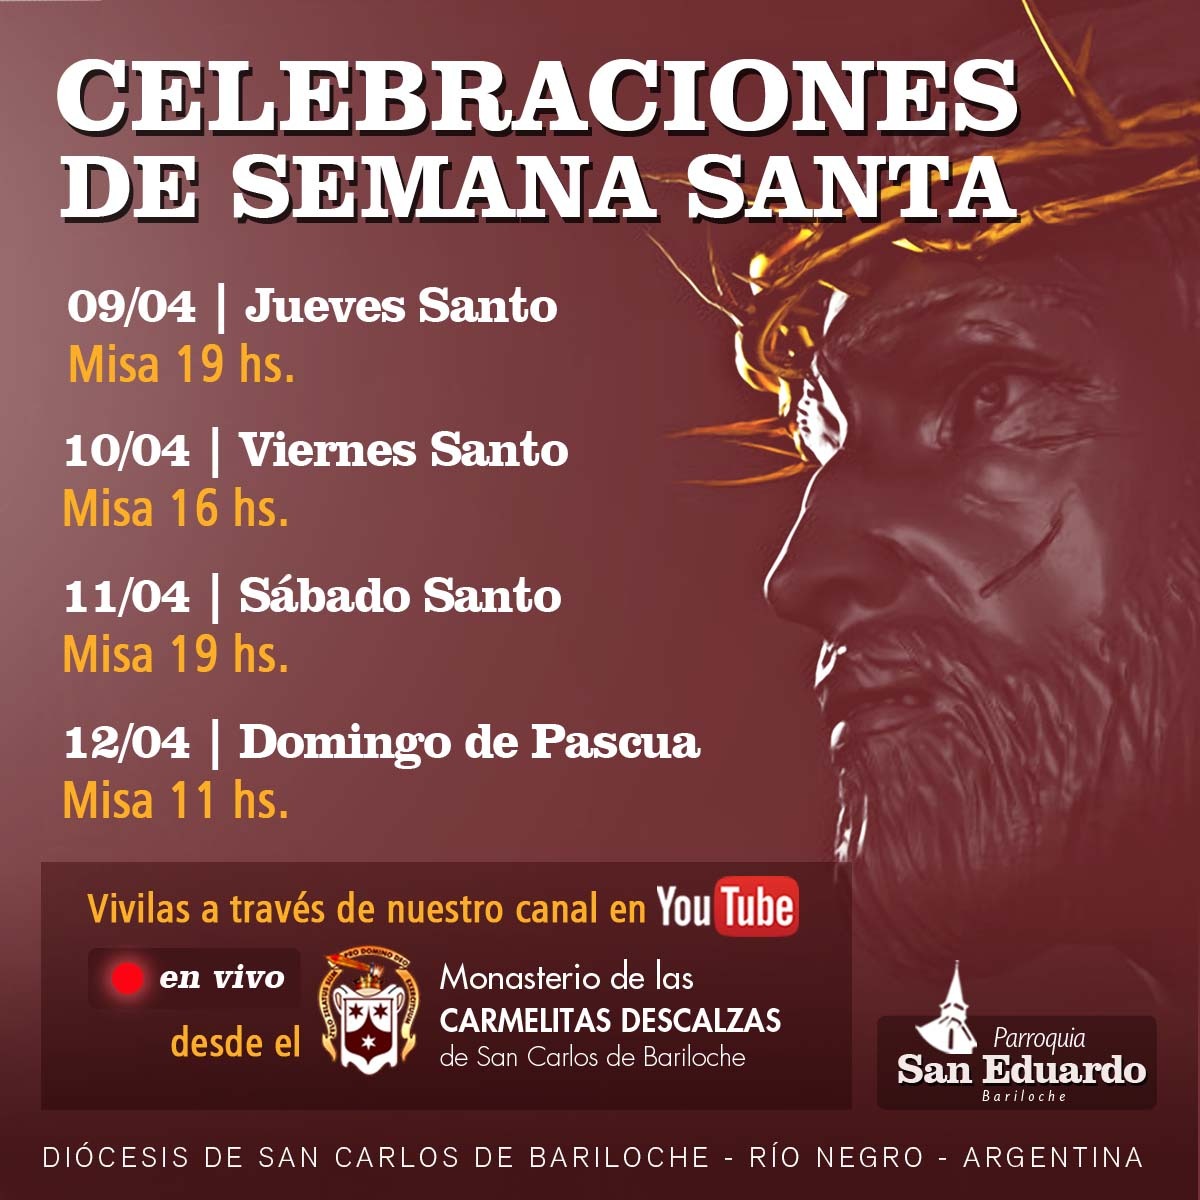 CELEBRACIONES
DE SEMANA SANTA
09/04 | Jueves Santo
Misa 19 hs.
10/04 | Viernes Santo
Misa 16 hs.
11/04 | Sábado Santo
Misa 19 hs.
12/04 | Domingo de Pascua
Misa 11 hs.
Vivilas a través de nuestro canal en YouTube
en vivo
desde el
Monasterio de las
CARMELITAS DESCALZAS
de San Carlos de Bariloche
Parroquia
San Eduardo
Bariloche
DIÓCESIS DE SAN CARLOS DE BARILOCHE - RÍO NEGRO - ARGENTINA